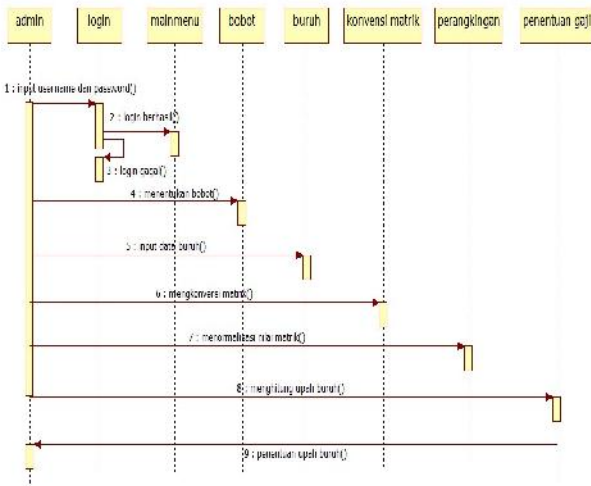 admin
login
mainmenu
bobot
buruh
konvensi matrik
perangkingan
penentuan gaji
1 : input username dan password()
2 : login berhasil()
3 : login gagal()
4 : menentukan bobot()
5 : input data buruh()
6 : mengkonversi matrik()
7 : menormalisasi nilai matrik()
8 : menghitung upah buruh()
9 : penentuan upah buruh()